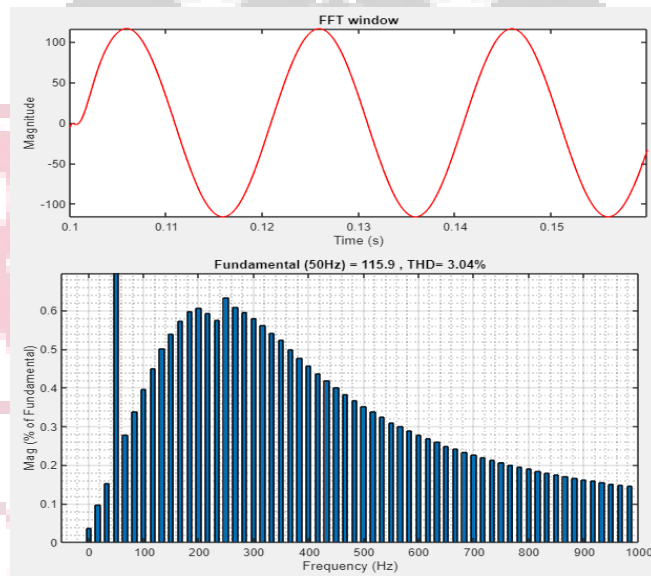 FFT window
100
50
0
-50
-100
Magnitude
0.1 0.11 0.12 0.13 0.14 0.15
Time (s)
Fundamental (50Hz) = 115.9 , THD= 3.04%
0.6
0.5
0.4
0.3
0.2
0.1
0
Mag (% of Fundamental)
0 100 200 300 400 500 600 700 800 900 1000
Frequency (Hz)